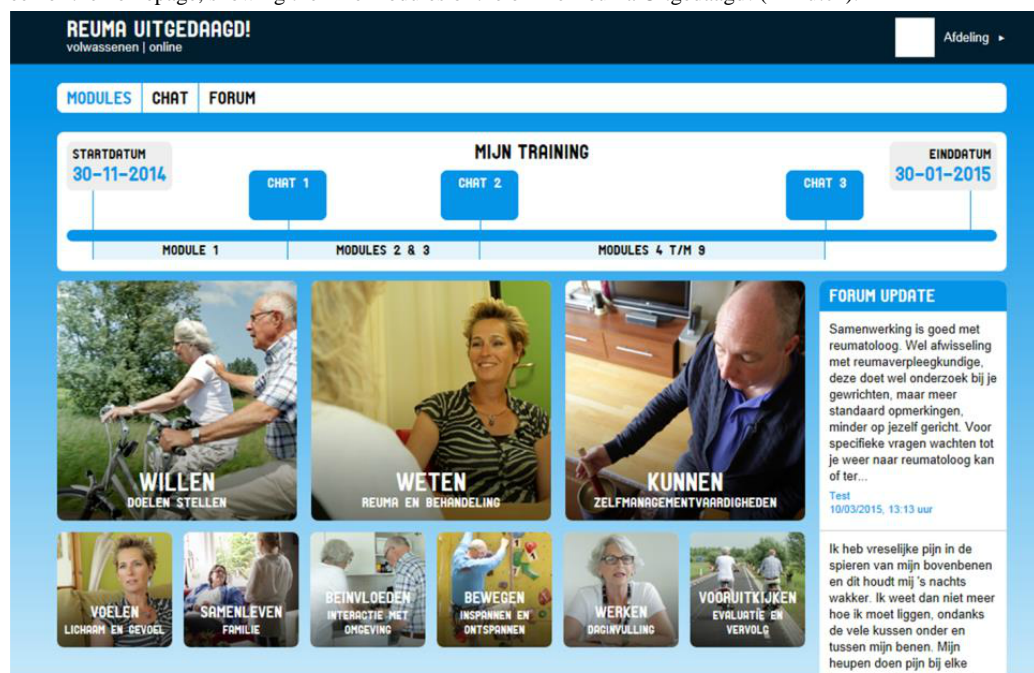 REUMA UITGEDAAGD!
volwassenen | online
Afdeling ▸
MODULES
CHAT
FORUM
MIJN TRAINING
STARTDATUM
30-11-2014
CHAT 1
CHAT 2
CHAT 3
EINDDATUM
30-01-2015
MODULE 1
MODULES 2 & 3
MODULES 4 T/M 9
WILLEN
DOELEN STELLEN
WETEN
REUMA EN BEHANDELING
KUNNEN
ZELFMANAGEMENTVAARDIGHEDEN
VOELEN
LICHAAM EN GEVOEL
SAMENLEVEN
FAMILIE
BEINVLOEDEN
INTERACTIE MET
OMGEVING
BEWEGEN
INSPANNEN EN
ONTSPANNEN
WERKEN
DAGINVULLING
VOORUITKIJKEN
EVALUATIE EN
VERVOLG
FORUM UPDATE
Samenwerking is goed met
reumatoloog. Wel afwisseling
met reumaverpleegkundige,
deze doet wel onderzoek bij je
gewrichten, maar meer
standaard opmerkingen,
minder op jezelf gericht. Voor
specifieke vragen wachten tot
je weer naar reumatoloog kan
of ter...
Test
10/03/2015, 13:13 uur
Ik heb vreselijke pijn in de
spieren van mijn bovenbenen
en dit houdt mij 's nachts
wakker. Ik weet dan niet meer
hoe ik moet liggen, ondanks
de vele kussen onder en
tussen mijn benen. Mijn
heupen doen pijn bij elke